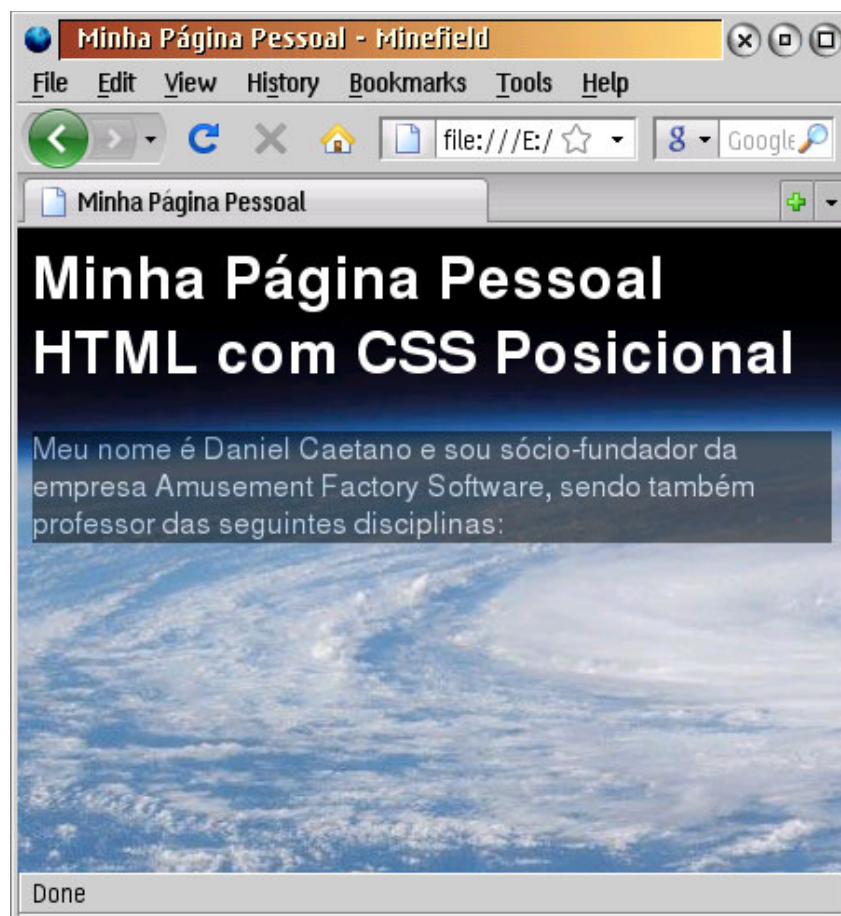 Minha Página Pessoal - Minefield
File Edit View History Bookmarks Tools Help
file:///E:/ Google
Minha Página Pessoal
Minha Página Pessoal
HTML com CSS Posicional
Meu nome é Daniel Caetano e sou sócio-fundador da
empresa Amusement Factory Software, sendo também
professor das seguintes disciplinas:
Done